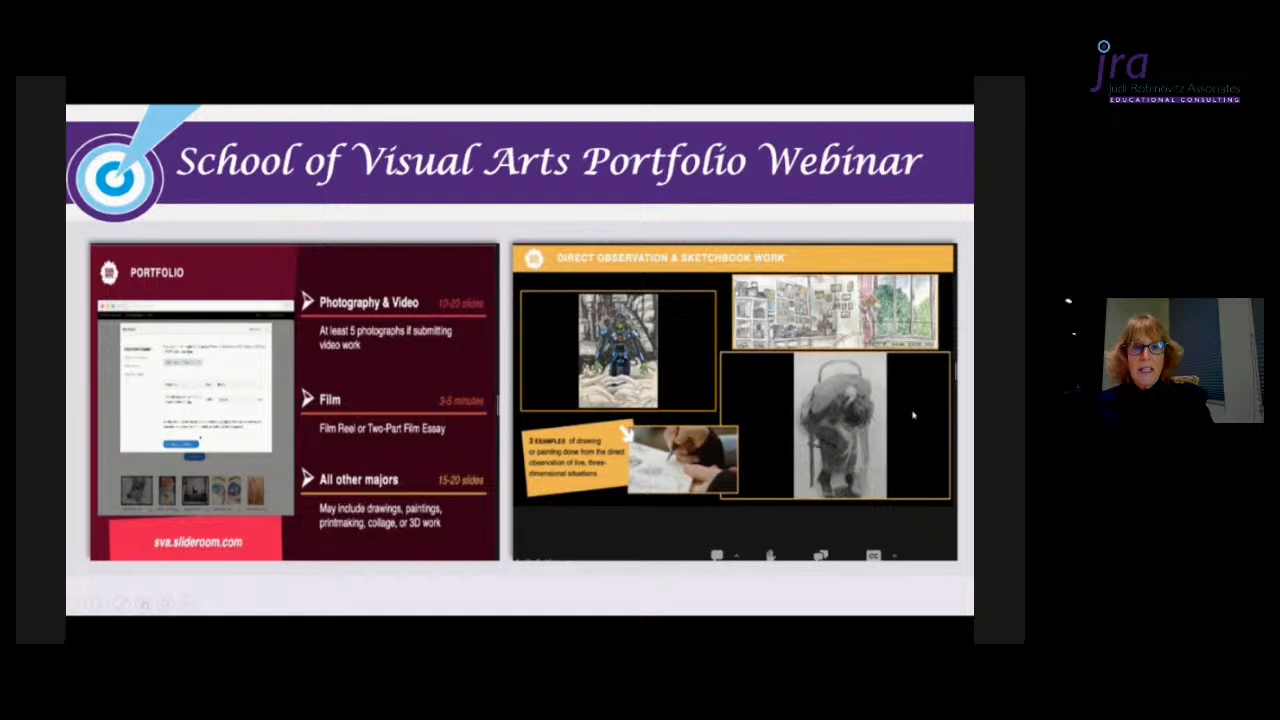 jra
Judi Robinovitz Associates
EDUCATIONAL CONSULTING
School of Visual Arts Portfolio Webinar
PORTFOLIO
Photography & Video 10-20 slides
At least 5 photographs if submitting
video work
Film 3-5 minutes
Film Reel or Two-Part Film Essay
All other majors 15-20 slides
May include drawings, paintings,
printmaking, collage, or 3D work
sva.slideroom.com
DIRECT OBSERVATION & SKETCHBOOK WORK
3 EXAMPLES of drawing
or painting done from the direct
observation of live, three-
dimensional situations
CC